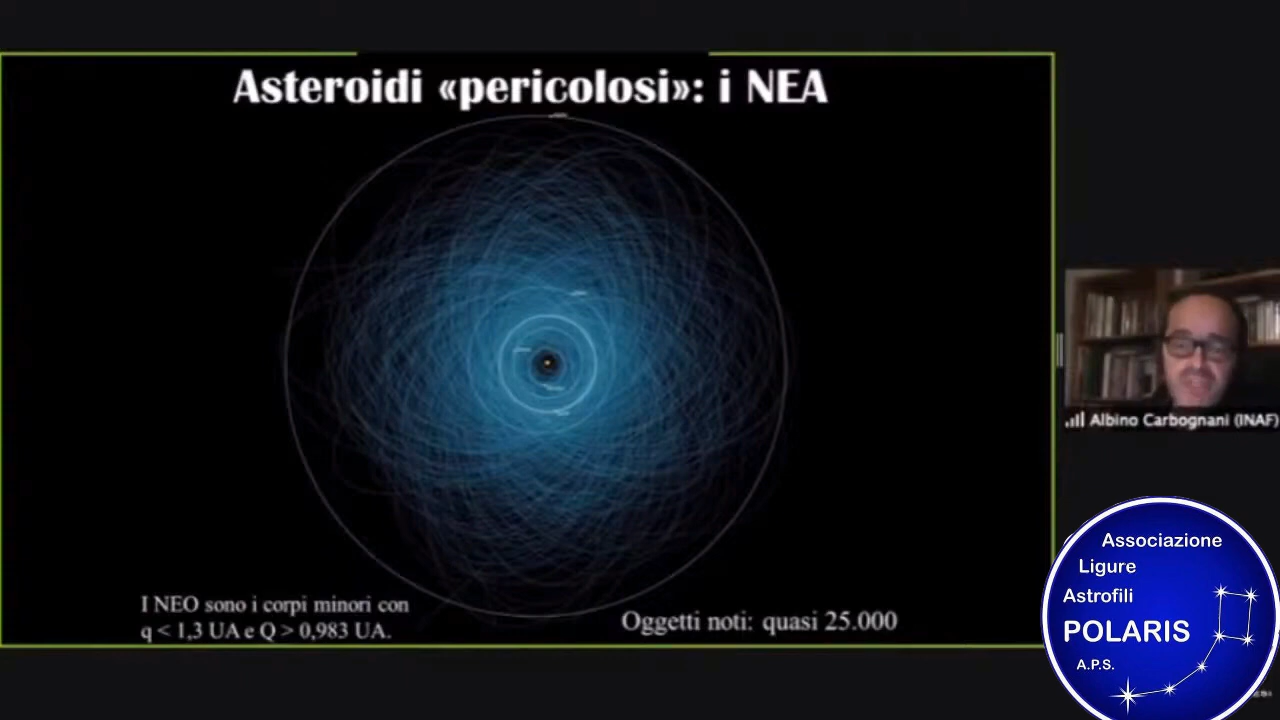 Asteroidi «pericolosi»: i NEA
I NEO sono i corpi minori con
q < 1,3 UA e Q > 0,983 UA.
Oggetti noti: quasi 25.000
Albino Carbognani (INAF)
Associazione
Ligure
Astrofili
POLARIS
A.P.S.